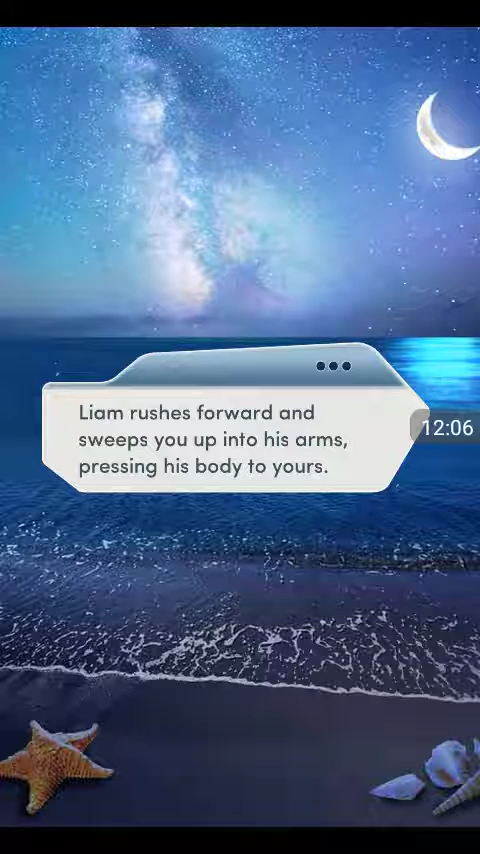 Liam rushes forward and
sweeps you up into his arms,
pressing his body to yours.
12:06